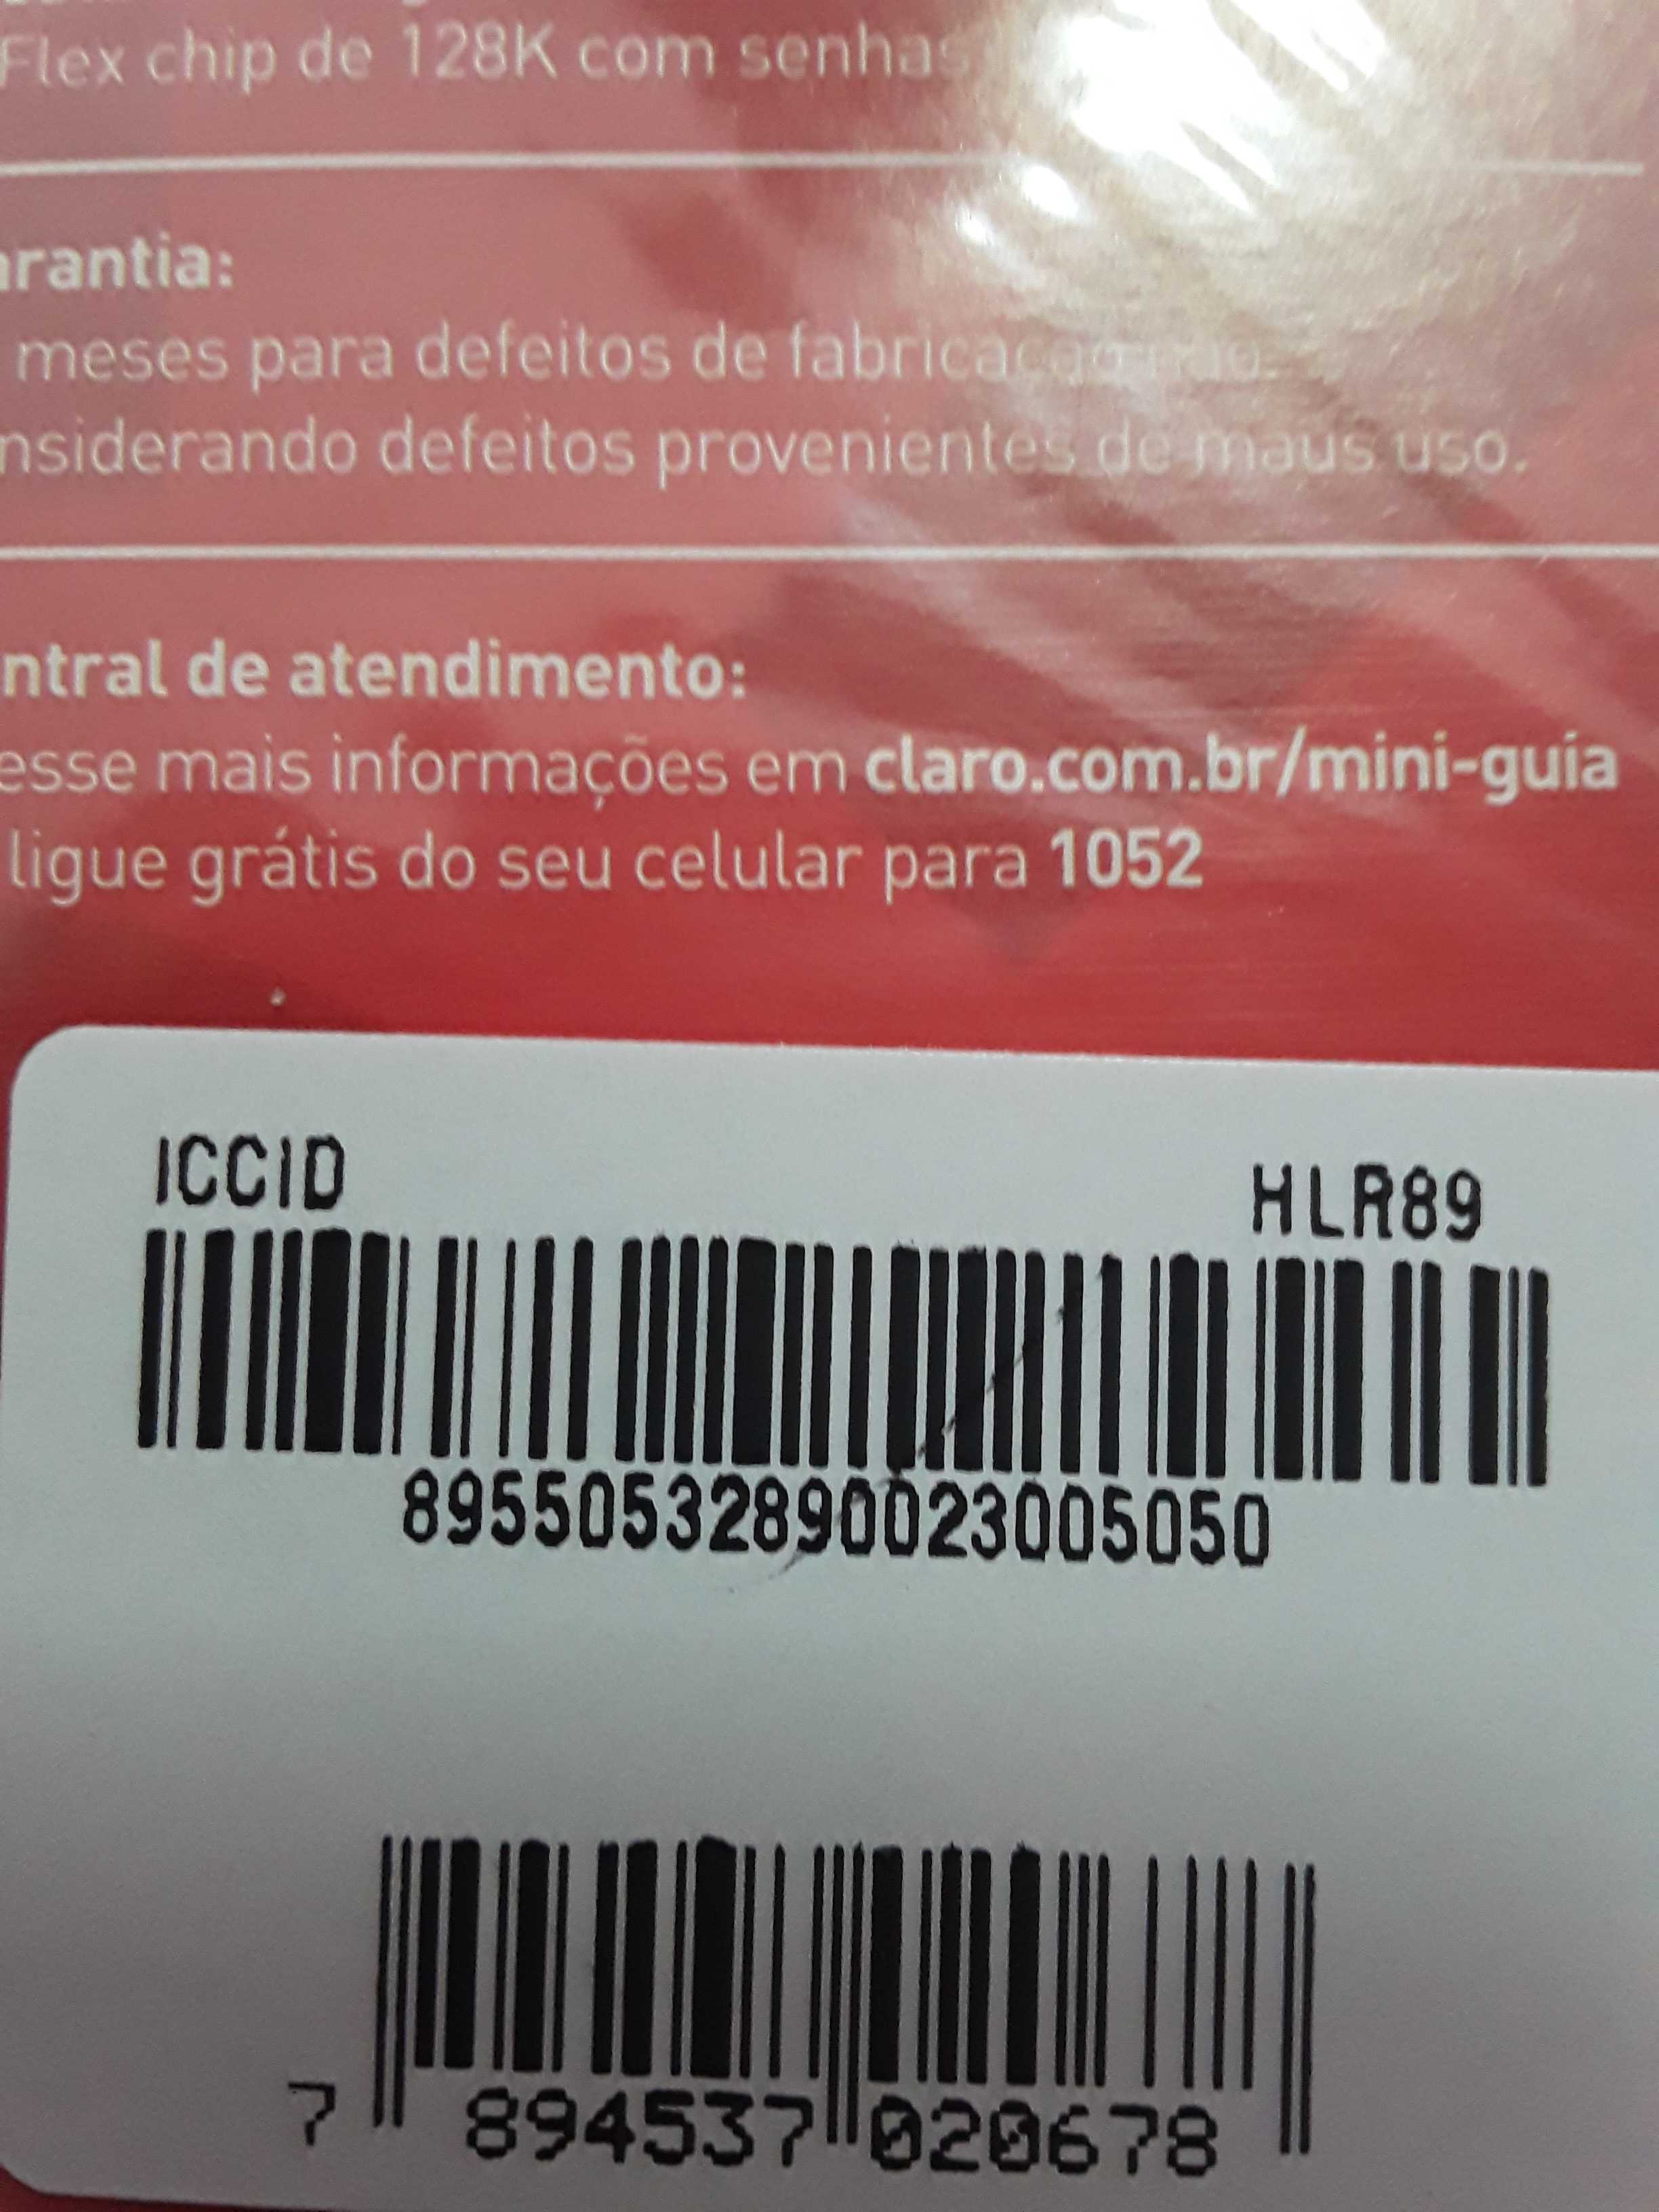 Flex chip de 128K com senhas
arantia:
meses para defeitos de fabricação não
nsiderando defeitos provenientes de maus uso.
ntral de atendimento:
esse mais informações em claro.com.br/mini-guia
ligue grátis do seu celular para 1052
ICCID HLR89
89550532890023005050
7 894537 020678